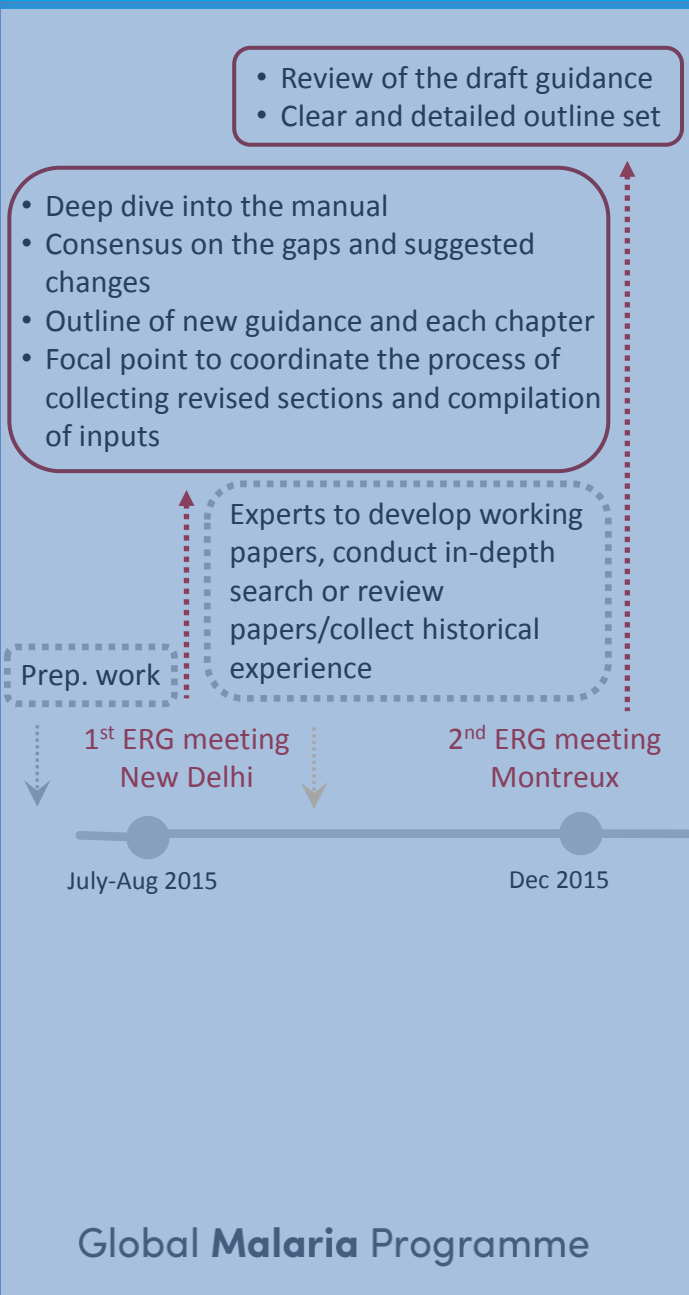 • Review of the draft guidance
• Clear and detailed outline set
• Deep dive into the manual
• Consensus on the gaps and suggested
changes
• Outline of new guidance and each chapter
• Focal point to coordinate the process of
collecting revised sections and compilation
of inputs
Experts to develop working
papers, conduct in-depth
search or review
papers/collect historical
experience
Prep. work
1st ERG meeting
New Delhi
2nd ERG meeting
Montreux
July-Aug 2015
Dec 2015
Global Malaria Programme